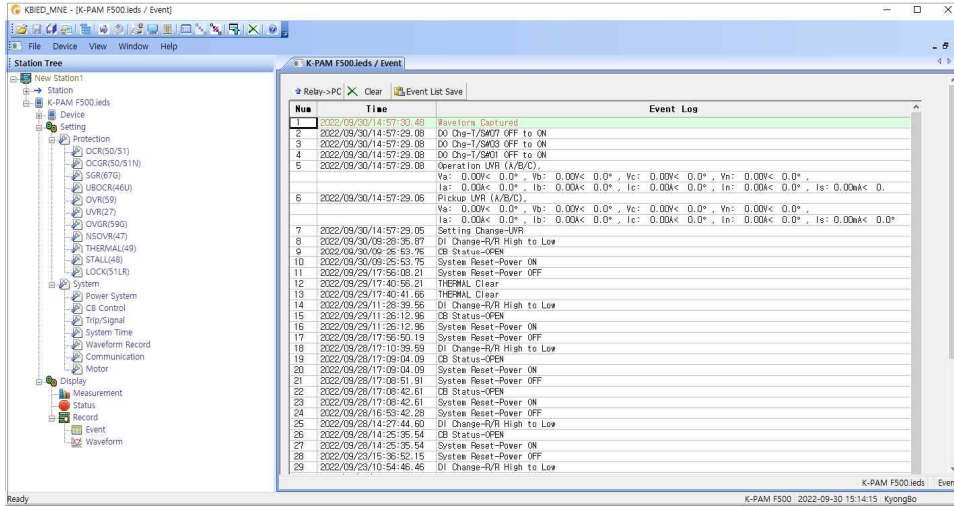 KBIED_MNE - [K-PAM F500.ieds / Event]
File Device View Window Help
Station Tree
New Station1
Station
K-PAM F500.ieds
Device
Setting
Protection
OCR(50/51)
OCGR(50/51N)
SGR(67G)
UBOCR(46U)
OVR(59)
UVR(27)
OVGR(59G)
NSOVR(47)
THERMAL(49)
STALL(48)
LOCK(51LR)
System
Power System
CB Control
Trip/Signal
System Time
Waveform Record
Communication
Motor
Display
Measurement
Status
Record
Event
Waveform
K-PAM F500.ieds / Event
Relay->PC Clear Event List Save
Num Time Event Log
1 2022/09/30/14:57:30.48 Waveform Captured
2 2022/09/30/14:57:29.08 DO Chg-T/S#07 OFF to ON
3 2022/09/30/14:57:29.08 DO Chg-T/S#03 OFF to ON
4 2022/09/30/14:57:29.08 DO Chg-T/S#01 OFF to ON
5 2022/09/30/14:57:29.08 Operation UVR (A/B/C),
Va: 0.00V< 0.0° , Vb: 0.00V< 0.0° , Vc: 0.00V< 0.0° , Vn: 0.00V< 0.0° ,
Ia: 0.00A< 0.0° , Ib: 0.00A< 0.0° , Ic: 0.00A< 0.0° , In: 0.00A< 0.0° , Is: 0.00mA< 0.
6 2022/09/30/14:57:29.06 Pickup UVR (A/B/C),
Va: 0.00V< 0.0° , Vb: 0.00V< 0.0° , Vc: 0.00V< 0.0° , Vn: 0.00V< 0.0° ,
Ia: 0.00A< 0.0° , Ib: 0.00A< 0.0° , Ic: 0.00A< 0.0° , In: 0.00A< 0.0° , Is: 0.00mA< 0.0°
7 2022/09/30/14:57:29.05 Setting Change-UVR
8 2022/09/30/09:28:35.87 DI Change-R/R High to Low
9 2022/09/30/09:25:53.75 CB Status-OPEN
10 2022/09/30/09:25:53.75 System Reset-Power ON
11 2022/09/29/17:56:08.21 System Reset-Power OFF
12 2022/09/29/17:40:56.21 THERMAL Clear
13 2022/09/29/17:40:41.66 THERMAL Clear
14 2022/09/29/11:28:39.56 DI Change-R/R High to Low
15 2022/09/29/11:26:12.96 CB Status-OPEN
16 2022/09/29/11:26:12.96 System Reset-Power ON
17 2022/09/28/17:56:50.19 System Reset-Power OFF
18 2022/09/28/17:10:39.59 DI Change-R/R High to Low
19 2022/09/28/17:09:04.09 CB Status-OPEN
20 2022/09/28/17:09:04.09 System Reset-Power ON
21 2022/09/28/17:08:51.91 System Reset-Power OFF
22 2022/09/28/17:08:42.61 CB Status-OPEN
23 2022/09/28/17:08:42.61 System Reset-Power ON
24 2022/09/28/16:53:42.28 System Reset-Power OFF
25 2022/09/28/14:27:44.60 DI Change-R/R High to Low
26 2022/09/28/14:25:35.54 CB Status-OPEN
27 2022/09/28/14:25:35.54 System Reset-Power ON
28 2022/09/23/15:36:52.15 System Reset-Power OFF
29 2022/09/23/10:54:46.46 DI Change-R/R High to Low
K-PAM F500.ieds Even
Ready K-PAM F500 2022-09-30 15:14:15 KyongBo